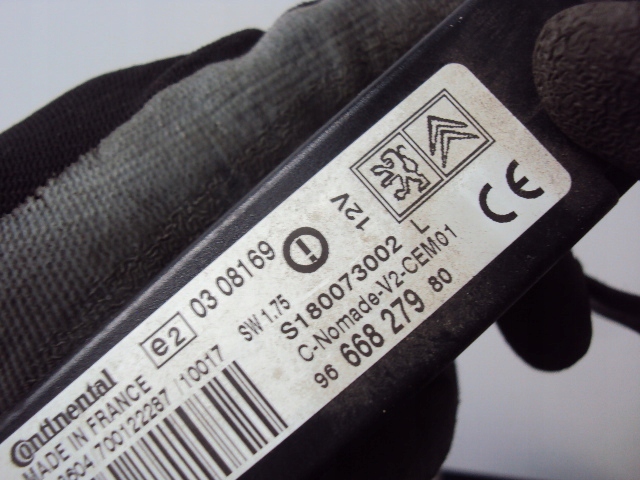 12V
e2 03 08169
SW 1.75
S180073002 L
C-Nomade-V2-CEM01
96 668 279 80
CE
Continental
MADE IN FRANCE
6604 700122287 /10017